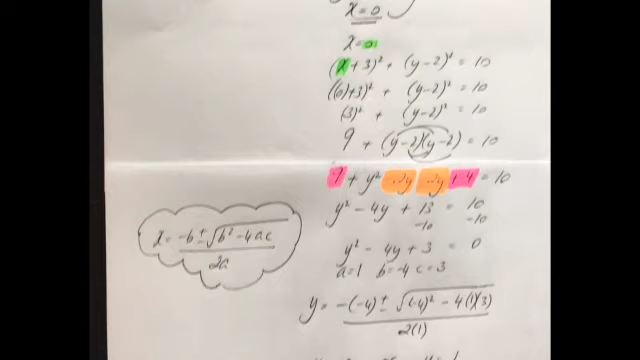 x = 0
x = 0
(x + 3)² + (y-2)² = 10
((0)+3)² + (y-2)² = 10
(3)² + (y-2)² = 10
9 + (y-2)(y-2) = 10
9 + y² -2y -2y + 4 = 10
y² - 4y + 13 = 10
-10 -10
y² - 4y + 3 = 0
a=1 b=-4 c=3
x = -b ± √b² - 4ac
2a
y = -(-4) ± √(-4)² - 4(1)(3)
2(1)